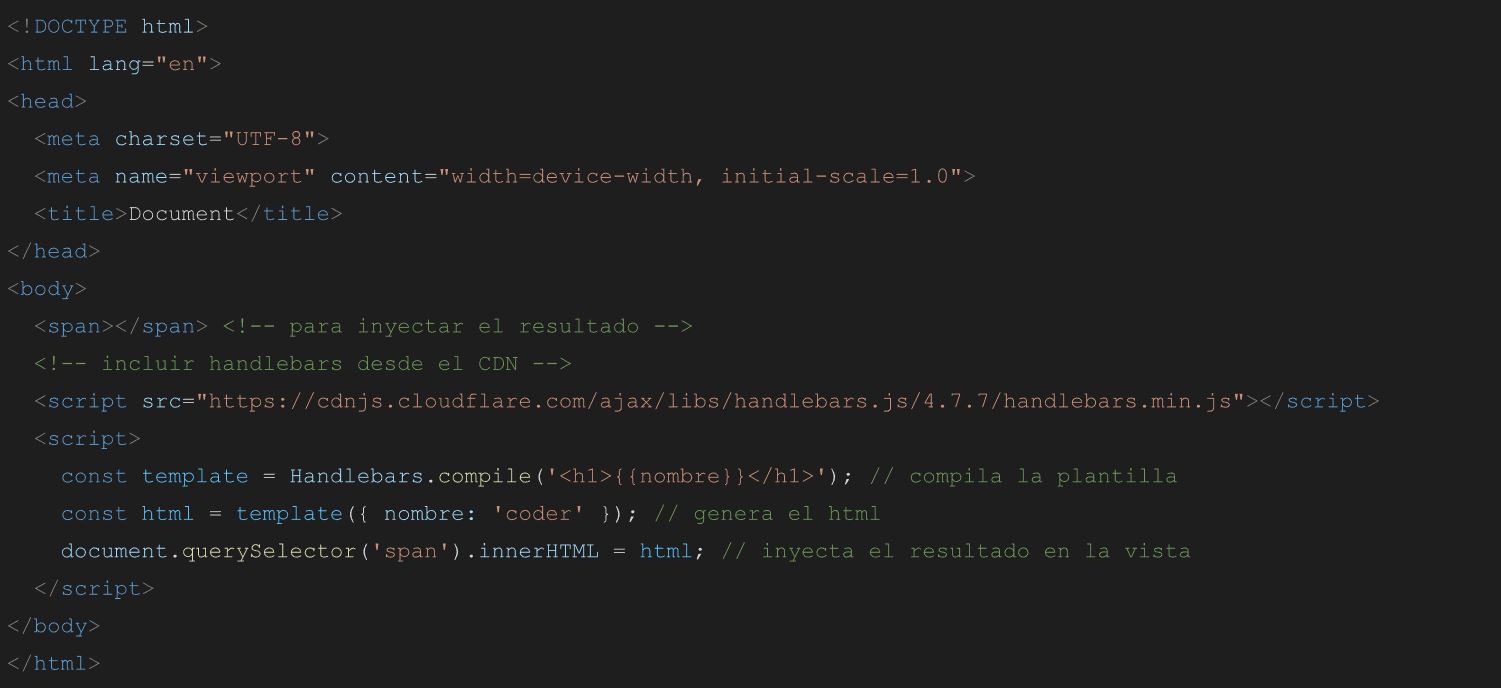 <!DOCTYPE html>
<html lang="en">
<head>
  <meta charset="UTF-8">
  <meta name="viewport" content="width=device-width, initial-scale=1.0">
  <title>Document</title>
</head>
<body>
  <span></span> <!-- para inyectar el resultado -->
  <!-- incluir handlebars desde el CDN -->
  <script src="https://cdnjs.cloudflare.com/ajax/libs/handlebars.js/4.7.7/handlebars.min.js"></script>
  <script>
    const template = Handlebars.compile('<h1>{{nombre}}</h1>'); // compila la plantilla
    const html = template({ nombre: 'coder' }); // genera el html
    document.querySelector('span').innerHTML = html; // inyecta el resultado en la vista
  </script>
</body>
</html>